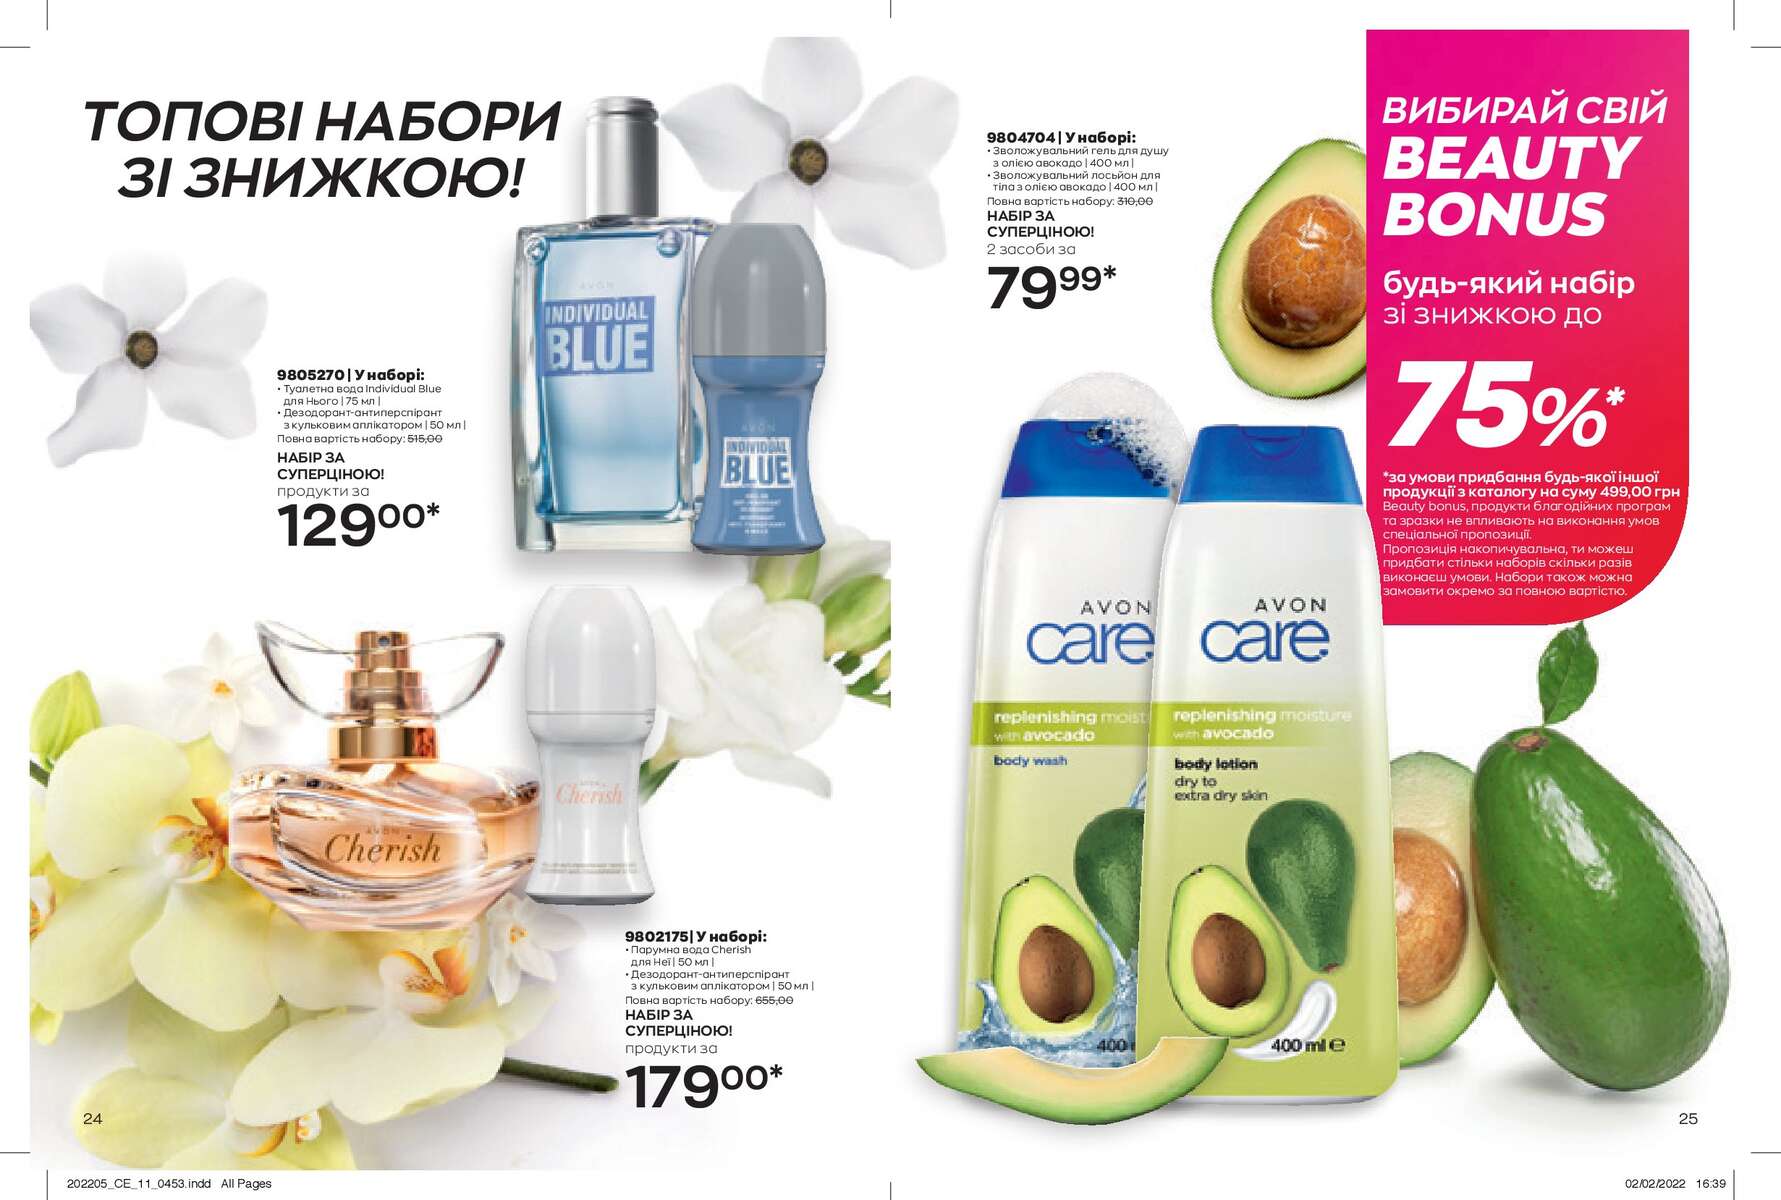 ТОПОВІ НАБОРИ
ЗІ ЗНИЖКОЮ!
AVON
INDIVIDUAL
BLUE
AVON
INDIVIDUAL
BLUE
9805270 | У наборі:
• Туалетна вода Individual Blue
для Нього | 75 мл |
• Дезодорант-антиперспірант
з кульковим аплікатором | 50 мл |
Повна вартість набору: 515,00
НАБІР ЗА
СУПЕРЦІНОЮ!
продукти за
129 00*
AVON
Cherish
AVON
Cherish
9802175| У наборі:
• Парумна вода Cherish
для Неї | 50 мл |
• Дезодорант-антиперспірант
з кульковим аплікатором | 50 мл |
Повна вартість набору: 655,00
НАБІР ЗА
СУПЕРЦІНОЮ!
продукти за
179 00*
24
9804704 | У наборі:
• Зволожувальний гель для душу
з олією авокадо | 400 мл |
• Зволожувальний лосьйон для
тіла з олією авокадо | 400 мл |
Повна вартість набору: 310,00
НАБІР ЗА
СУПЕРЦІНОЮ!
2 засоби за
79 99*
AVON
care
replenishing moist
with avocado
body wash
400
AVON
care
replenishing moisture
with avocado
body lotion
dry to
extra dry skin
400 ml e
ВИБИРАЙ СВІЙ
BEAUTY
BONUS
будь-який набір
зі знижкою до
75%*
*за умови придбання будь-якої іншої
продукції з каталогу на суму 499,00 грн
Beauty bonus, продукти благодійних програм
та зразки не впливають на виконання умов
спеціальної пропозиції.
Пропозиція накопичувальна, ти можеш
придбати стільки наборів скільки разів
виконаєш умови. Набори також можна
замовити окремо за повною вартістю.
25
202205_CE_11_0453.indd All Pages
02/02/2022 16:39